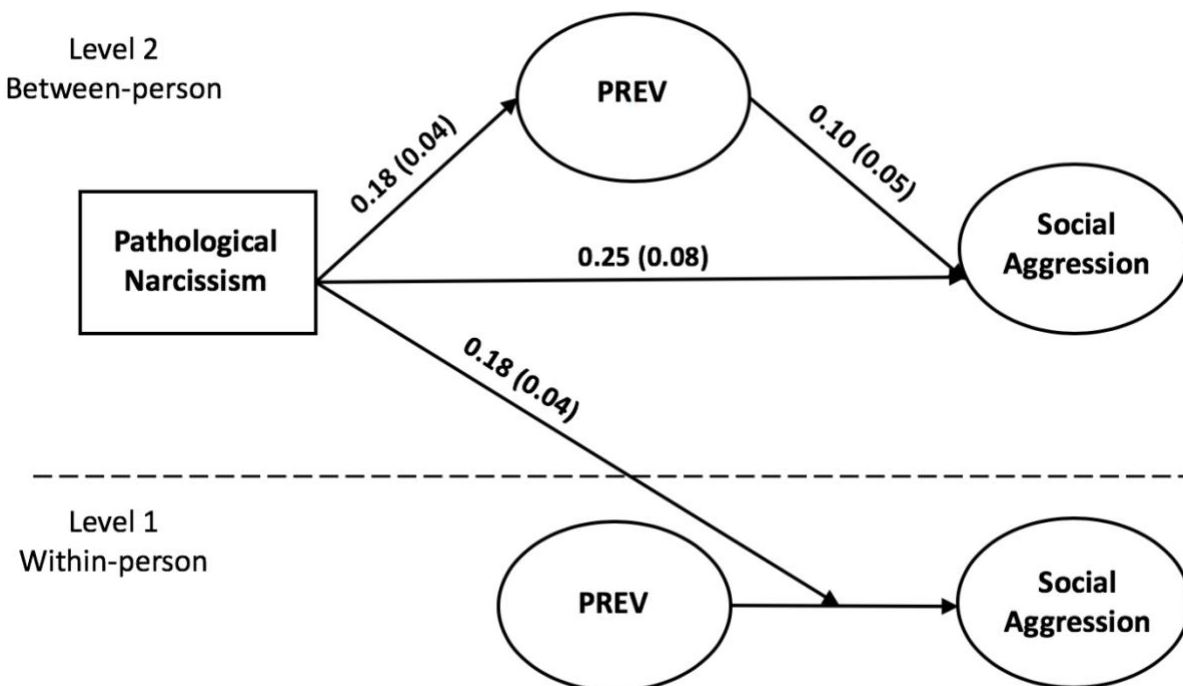 Level 2
Between-person
PREV
0.18 (0.04)
0.10 (0.05)
Pathological
Narcissism
0.25 (0.08)
Social
Aggression
0.18 (0.04)
Level 1
Within-person
PREV
Social
Aggression